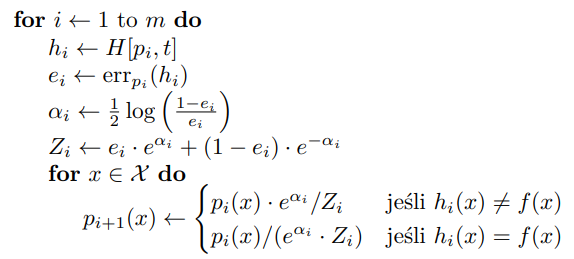 for i ← 1 to m do
h_i ← H[p_i, t]
e_i ← err_{p_i}(h_i)
α_i ← 1/2 log ((1−e_i)/e_i)
Z_i ← e_i · e^{α_i} + (1 − e_i) · e^{−α_i}
for x ∈ 𝒳 do
p_{i+1}(x) ← { p_i(x) · e^{α_i}/Z_i jeśli h_i(x) ≠ f(x)
p_i(x)/(e^{α_i} · Z_i) jeśli h_i(x) = f(x)